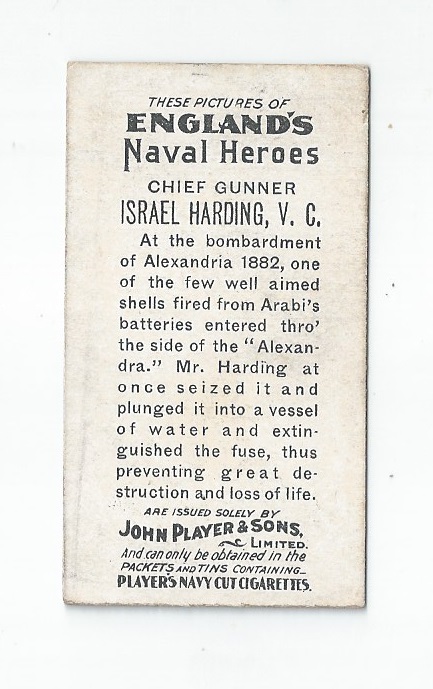 THESE PICTURES OF
ENGLAND'S
Naval Heroes
CHIEF GUNNER
ISRAEL HARDING, V. C.
At the bombardment
of Alexandria 1882, one
of the few well aimed
shells fired from Arabi's
batteries entered thro'
the side of the "Alexan-
dra." Mr. Harding at
once seized it and
plunged it into a vessel
of water and extin-
guished the fuse, thus
preventing great de-
struction and loss of life.
ARE ISSUED SOLELY BY
JOHN PLAYER & SONS,
LIMITED.
And can only be obtained in the
PACKETS AND TINS CONTAINING
PLAYER'S NAVY CUT CIGARETTES.